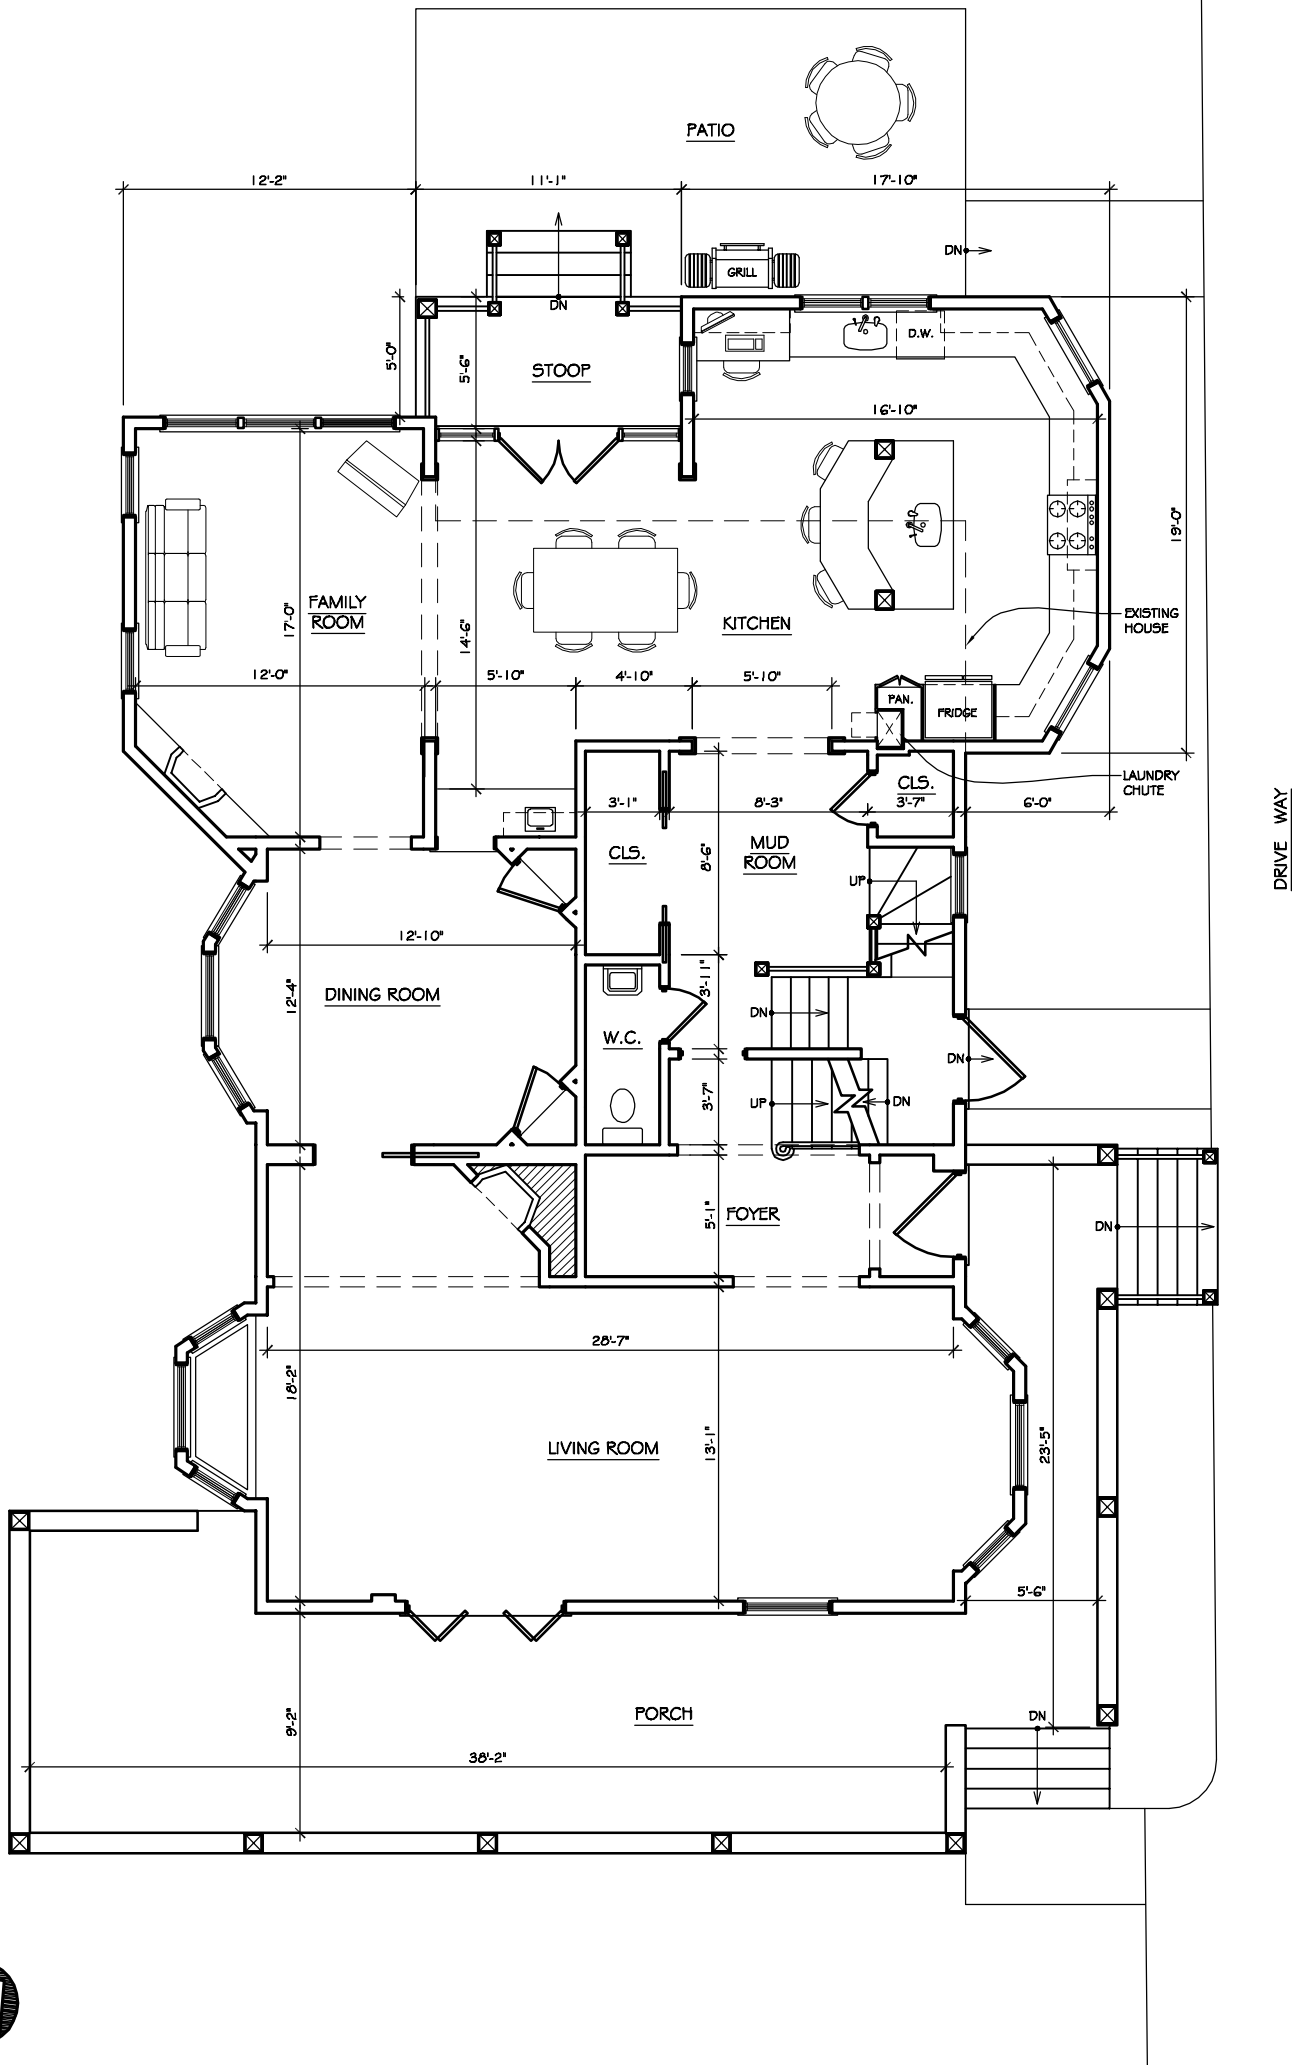 PATIO
12'-2"
11'-1"
17'-10"
DN
GRILL
DN
5'-0"
5'-6"
STOOP
D.W.
16'-10"
19'-0"
FAMILY
ROOM
17'-0"
14'-6"
KITCHEN
EXISTING
HOUSE
12'-0"
5'-10"
4'-10"
5'-10"
PAN.
FRIDGE
LAUNDRY
CHUTE
CLS.
3'-1"
8'-3"
3'-7"
6'-0"
DRIVE WAY
CLS.
8'-6"
MUD
ROOM
UP
12'-10"
DINING ROOM
12'-4"
3'-11"
DN
W.C.
DN
3'-7"
UP
DN
5'-1"
FOYER
DN
28'-7"
18'-2"
LIVING ROOM
13'-1"
23'-5"
5'-6"
PORCH
9'-2"
DN
38'-2"